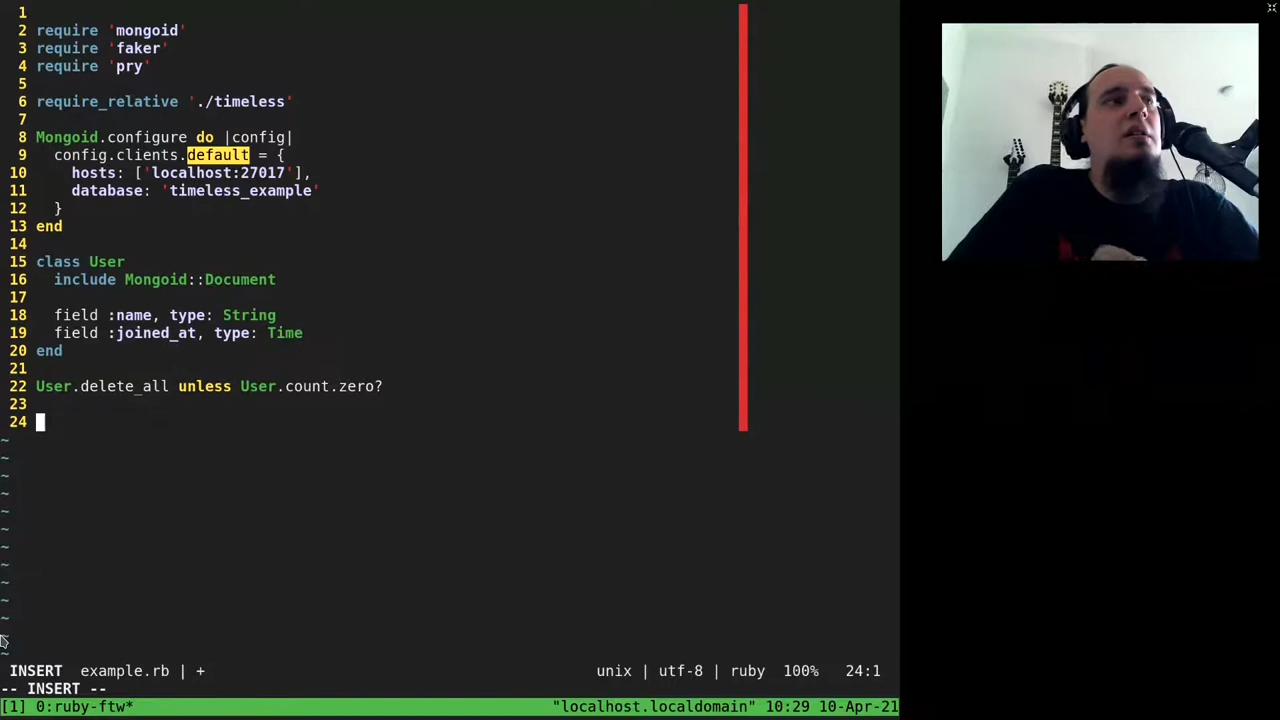 1
2 require 'mongoid'
3 require 'faker'
4 require 'pry'
5
6 require_relative './timeless'
7
8 Mongoid.configure do |config|
9   config.clients.default = {
10     hosts: ['localhost:27017'],
11     database: 'timeless_example'
12   }
13 end
14
15 class User
16   include Mongoid::Document
17
18   field :name, type: String
19   field :joined_at, type: Time
20 end
21
22 User.delete_all unless User.count.zero?
23
24
~
~
~
~
~
~
~
~
~
~
~
~
~
INSERT example.rb | + unix | utf-8 | ruby 100% 24:1
-- INSERT --
[1] 0:ruby-ftw* "localhost.localdomain" 10:29 10-Apr-21